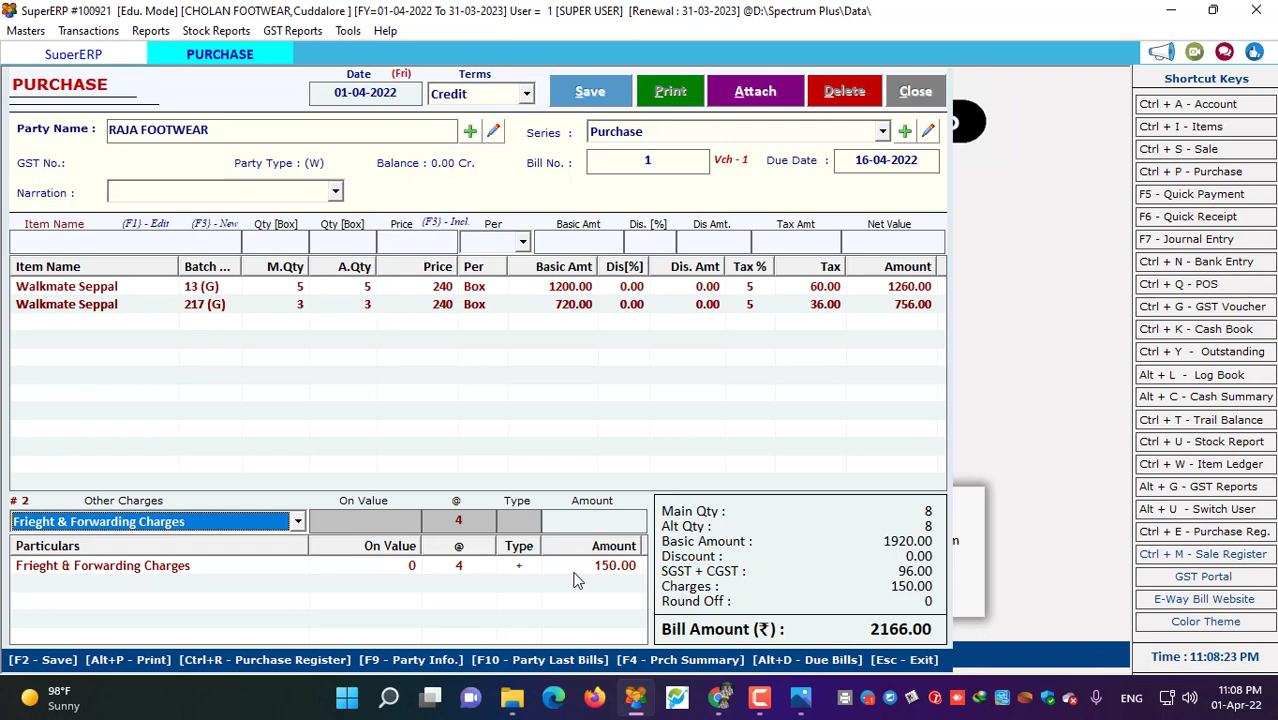 SuperERP #100921 [Edu. Mode] [CHOLAN FOOTWEAR,Cuddalore ] [FY=01-04-2022 To 31-03-2023] User = 1 [SUPER USER] [Renewal : 31-03-2023] @D:\Spectrum Plus\Data\
Masters Transactions Reports Stock Reports GST Reports Tools Help
SuperERP PURCHASE
PURCHASE
Date (Fri) Terms
01-04-2022 Credit Save Print Attach Delete Close
Party Name : RAJA FOOTWEAR Series : Purchase
GST No.: Party Type : (W) Balance : 0.00 Cr. Bill No. : 1 Vch - 1 Due Date : 16-04-2022
Narration :
Item Name {F1} - Edit {F3} - New Qty [Box] Qty [Box] Price {F3} - Incl. Per Basic Amt Dis. [%] Dis Amt. Tax Amt Net Value
Item Name Batch ... M.Qty A.Qty Price Per Basic Amt Dis[%] Dis. Amt Tax % Tax Amount
Walkmate Seppal 13 (G) 5 5 240 Box 1200.00 0.00 0.00 5 60.00 1260.00
Walkmate Seppal 217 (G) 3 3 240 Box 720.00 0.00 0.00 5 36.00 756.00
# 2 Other Charges On Value @ Type Amount
Frieght & Forwarding Charges 4
Particulars On Value @ Type Amount
Frieght & Forwarding Charges 0 4 + 150.00
Main Qty : 8
Alt Qty : 8
Basic Amount : 1920.00
Discount : 0.00
SGST + CGST : 96.00
Charges : 150.00
Round Off : 0
Bill Amount (₹) : 2166.00
[F2 - Save] [Alt+P - Print] [Ctrl+R - Purchase Register] [F9 - Party Info.] [F10 - Party Last Bills] [F4 - Prch Summary] [Alt+D - Due Bills] [Esc - Exit]
Shortcut Keys
Ctrl + A - Account
Ctrl + I - Items
Ctrl + S - Sale
Ctrl + P - Purchase
F5 - Quick Payment
F6 - Quick Receipt
F7 - Journal Entry
Ctrl + N - Bank Entry
Ctrl + Q - POS
Ctrl + G - GST Voucher
Ctrl + K - Cash Book
Ctrl + Y - Outstanding
Alt + L - Log Book
Alt + C - Cash Summary
Ctrl + T - Trail Balance
Ctrl + U - Stock Report
Ctrl + W - Item Ledger
Alt + G - GST Reports
Alt + U - Switch User
Ctrl + E - Purchase Reg.
Ctrl + M - Sale Register
GST Portal
E-Way Bill Website
Color Theme
Time : 11:08:23 PM
98°F
Sunny
ENG
11:08 PM
01-Apr-22